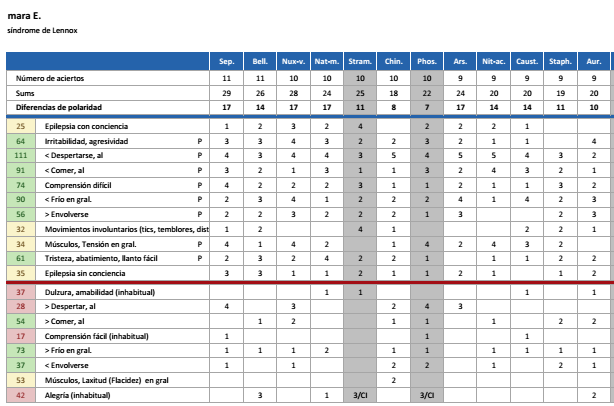 mara E.
síndrome de Lennox
Sep. Bell. Nux-v. Nat-m. Stram. Chin. Phos. Ars. Nit-ac. Caust. Staph. Aur.
Número de aciertos 11 11 10 10 10 10 10 9 9 9 9 9
Sums 29 26 28 24 25 18 22 24 20 20 19 20
Diferencias de polaridad 17 14 17 17 11 8 7 17 14 14 11 10
25 Epilepsia con conciencia 1 2 3 2 4 2 2 2 1
64 Irritabilidad, agresividad P 3 3 4 3 2 2 3 2 1 1 4
111 < Despertarse, al P 4 3 4 4 3 5 4 5 5 4 3 2
91 < Comer, al P 3 2 1 3 1 1 3 2 4 3 2 1
74 Comprensión difícil P 4 2 2 2 3 1 1 2 1 1 3 2
90 < Frío en gral. P 2 3 4 1 2 2 2 4 1 4 2 3
56 > Envolverse P 2 2 3 2 2 2 1 3 2 3
32 Movimientos involuntarios (tics, temblores, dist 1 2 4 1 2 2 1
34 Músculos, Tensión en gral. P 4 1 4 2 1 4 2 4 3 2
61 Tristeza, abatimiento, llanto fácil P 2 3 2 4 2 2 1 1 1 2 2
35 Epilepsia sin conciencia 3 3 1 1 2 1 1 2 1 1 2
37 Dulzura, amabilidad (inhabitual) 1 1 1 1
28 > Despertar, al 4 3 2 4 3
54 > Comer, al 1 2 1 1 1 2 2
17 Comprensión fácil (inhabitual) 1 1 1
73 > Frío en gral. 1 1 1 2 1 1 1 1 1 1
37 < Envolverse 1 1 2 2 1 2 1
53 Músculos, Laxitud (Flacidez) en gral 2
42 Alegría (inhabitual) 3 1 3/CI 3/CI 2